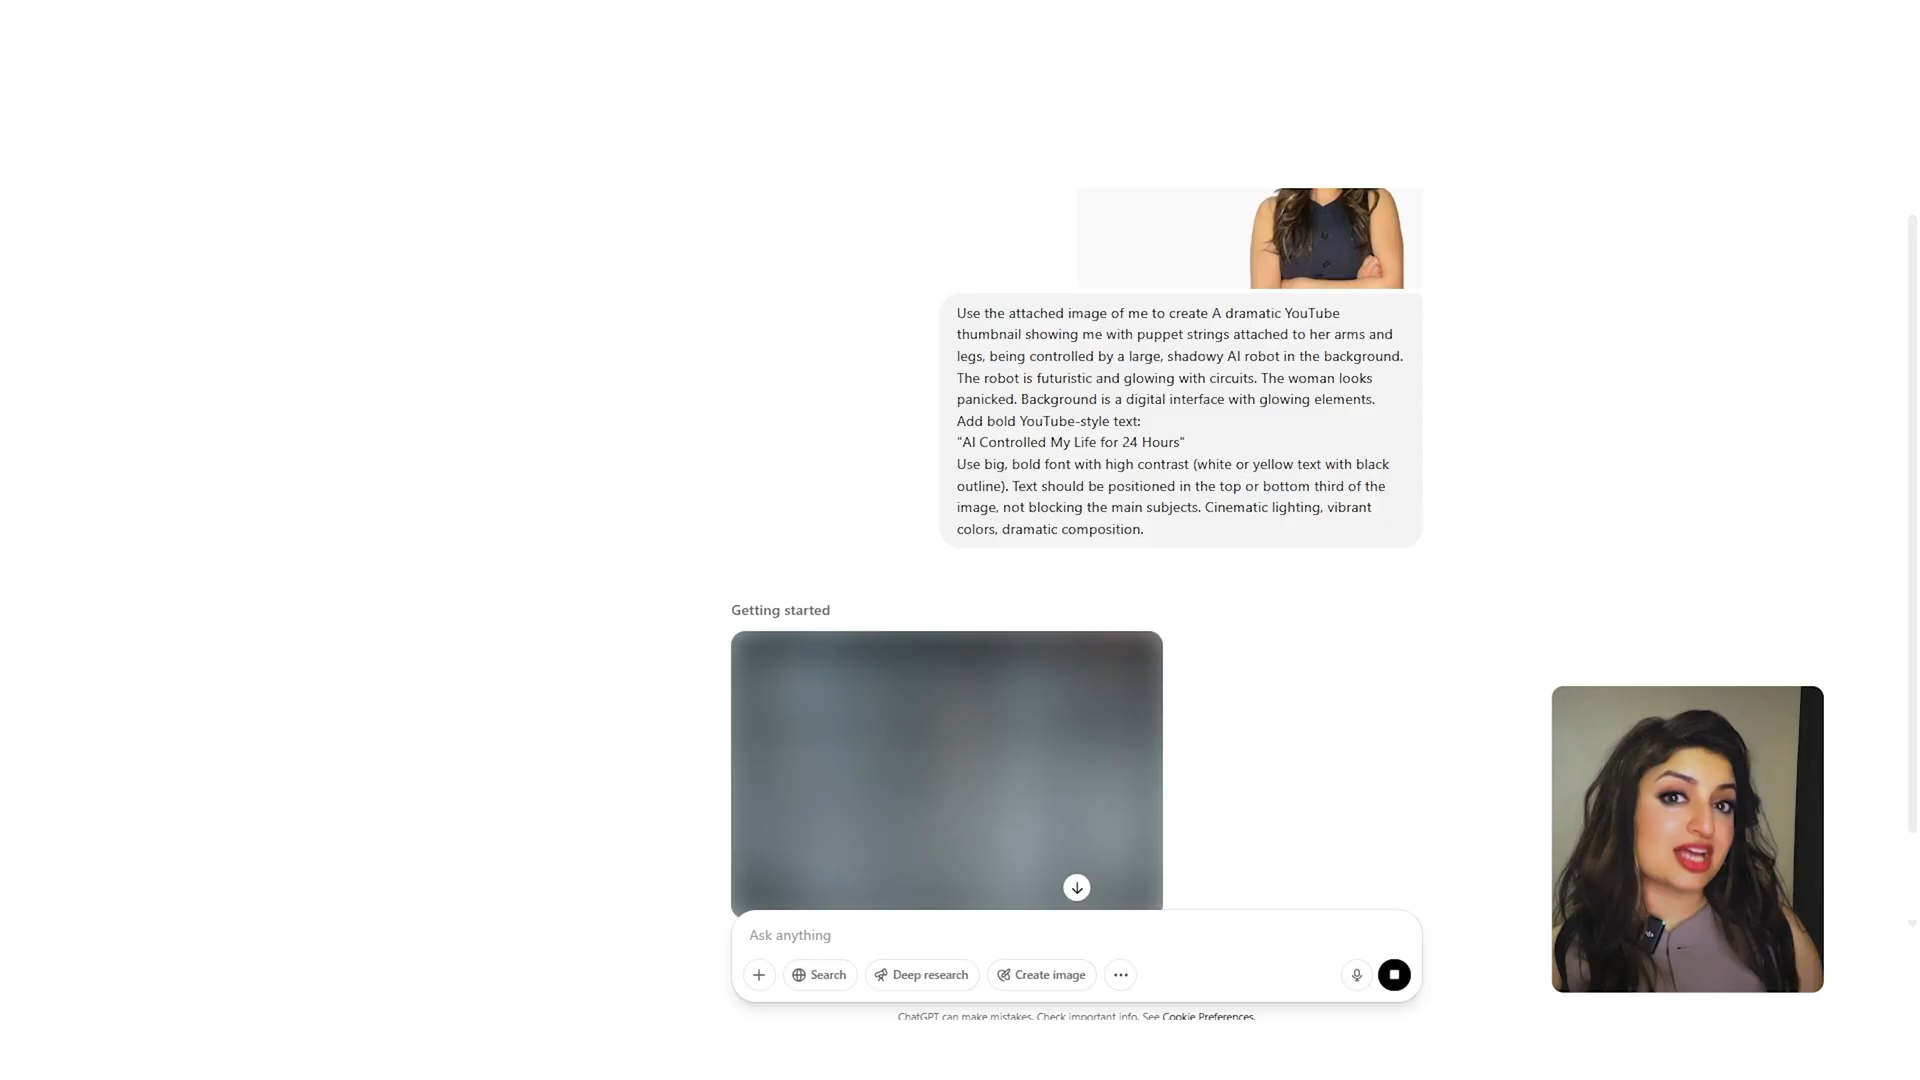 Use the attached image of me to create A dramatic YouTube
thumbnail showing me with puppet strings attached to her arms and
legs, being controlled by a large, shadowy AI robot in the background.
The robot is futuristic and glowing with circuits. The woman looks
panicked. Background is a digital interface with glowing elements.
Add bold YouTube-style text:
"AI Controlled My Life for 24 Hours"
Use big, bold font with high contrast (white or yellow text with black
outline). Text should be positioned in the top or bottom third of the
image, not blocking the main subjects. Cinematic lighting, vibrant
colors, dramatic composition.
Getting started
Ask anything
Search Deep research Create image
ChatGPT can make mistakes. Check important info. See Cookie Preferences.